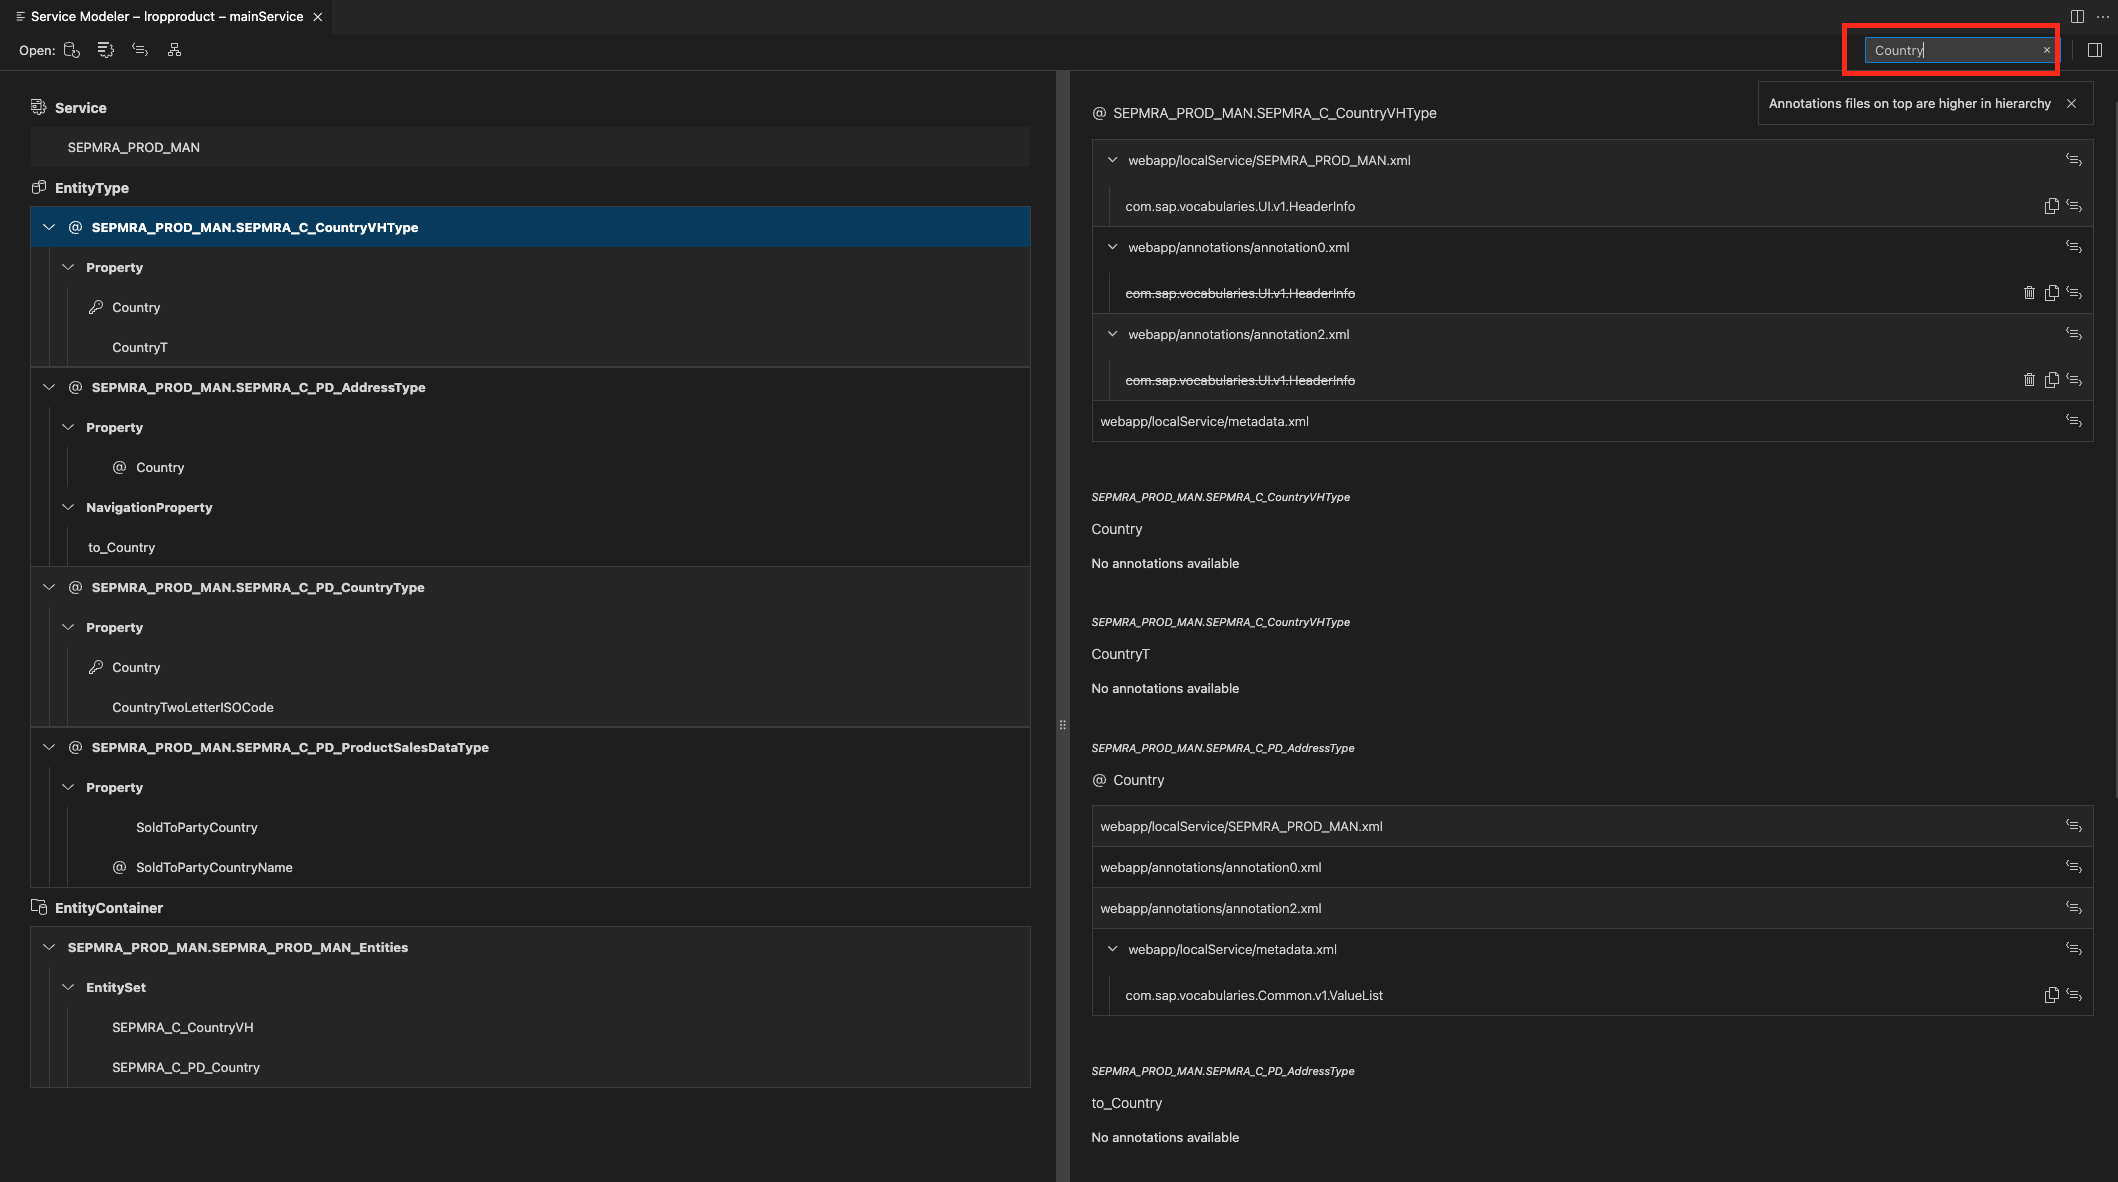 Service Modeler – lropproduct – mainService
Open:
Country
Service
SEPMRA_PROD_MAN
EntityType
@ SEPMRA_PROD_MAN.SEPMRA_C_CountryVHType
Property
Country
CountryT
@ SEPMRA_PROD_MAN.SEPMRA_C_PD_AddressType
Property
@ Country
NavigationProperty
to_Country
@ SEPMRA_PROD_MAN.SEPMRA_C_PD_CountryType
Property
Country
CountryTwoLetterISOCode
@ SEPMRA_PROD_MAN.SEPMRA_C_PD_ProductSalesDataType
Property
SoldToPartyCountry
@ SoldToPartyCountryName
EntityContainer
SEPMRA_PROD_MAN.SEPMRA_PROD_MAN_Entities
EntitySet
SEPMRA_C_CountryVH
SEPMRA_C_PD_Country
Annotations files on top are higher in hierarchy
@ SEPMRA_PROD_MAN.SEPMRA_C_CountryVHType
webapp/localService/SEPMRA_PROD_MAN.xml
com.sap.vocabularies.UI.v1.HeaderInfo
webapp/annotations/annotation0.xml
com.sap.vocabularies.UI.v1.HeaderInfo
webapp/annotations/annotation2.xml
com.sap.vocabularies.UI.v1.HeaderInfo
webapp/localService/metadata.xml
SEPMRA_PROD_MAN.SEPMRA_C_CountryVHType
Country
No annotations available
SEPMRA_PROD_MAN.SEPMRA_C_CountryVHType
CountryT
No annotations available
SEPMRA_PROD_MAN.SEPMRA_C_PD_AddressType
@ Country
webapp/localService/SEPMRA_PROD_MAN.xml
webapp/annotations/annotation0.xml
webapp/annotations/annotation2.xml
webapp/localService/metadata.xml
com.sap.vocabularies.Common.v1.ValueList
SEPMRA_PROD_MAN.SEPMRA_C_PD_AddressType
to_Country
No annotations available